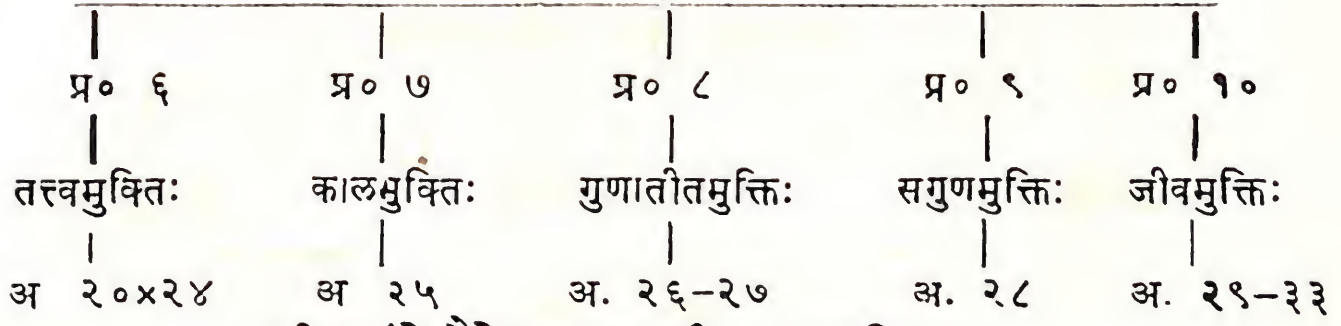 प्र० ६ प्र० ७ प्र० ८ प्र० ९ प्र० १०
तत्त्वमुक्तिः कालमुक्तिः गुणातीतमुक्तिः सगुणमुक्तिः जीवमुक्तिः
अ २०×२४ अ २५ अ. २६-२७ अ. २८ अ. २९-३३